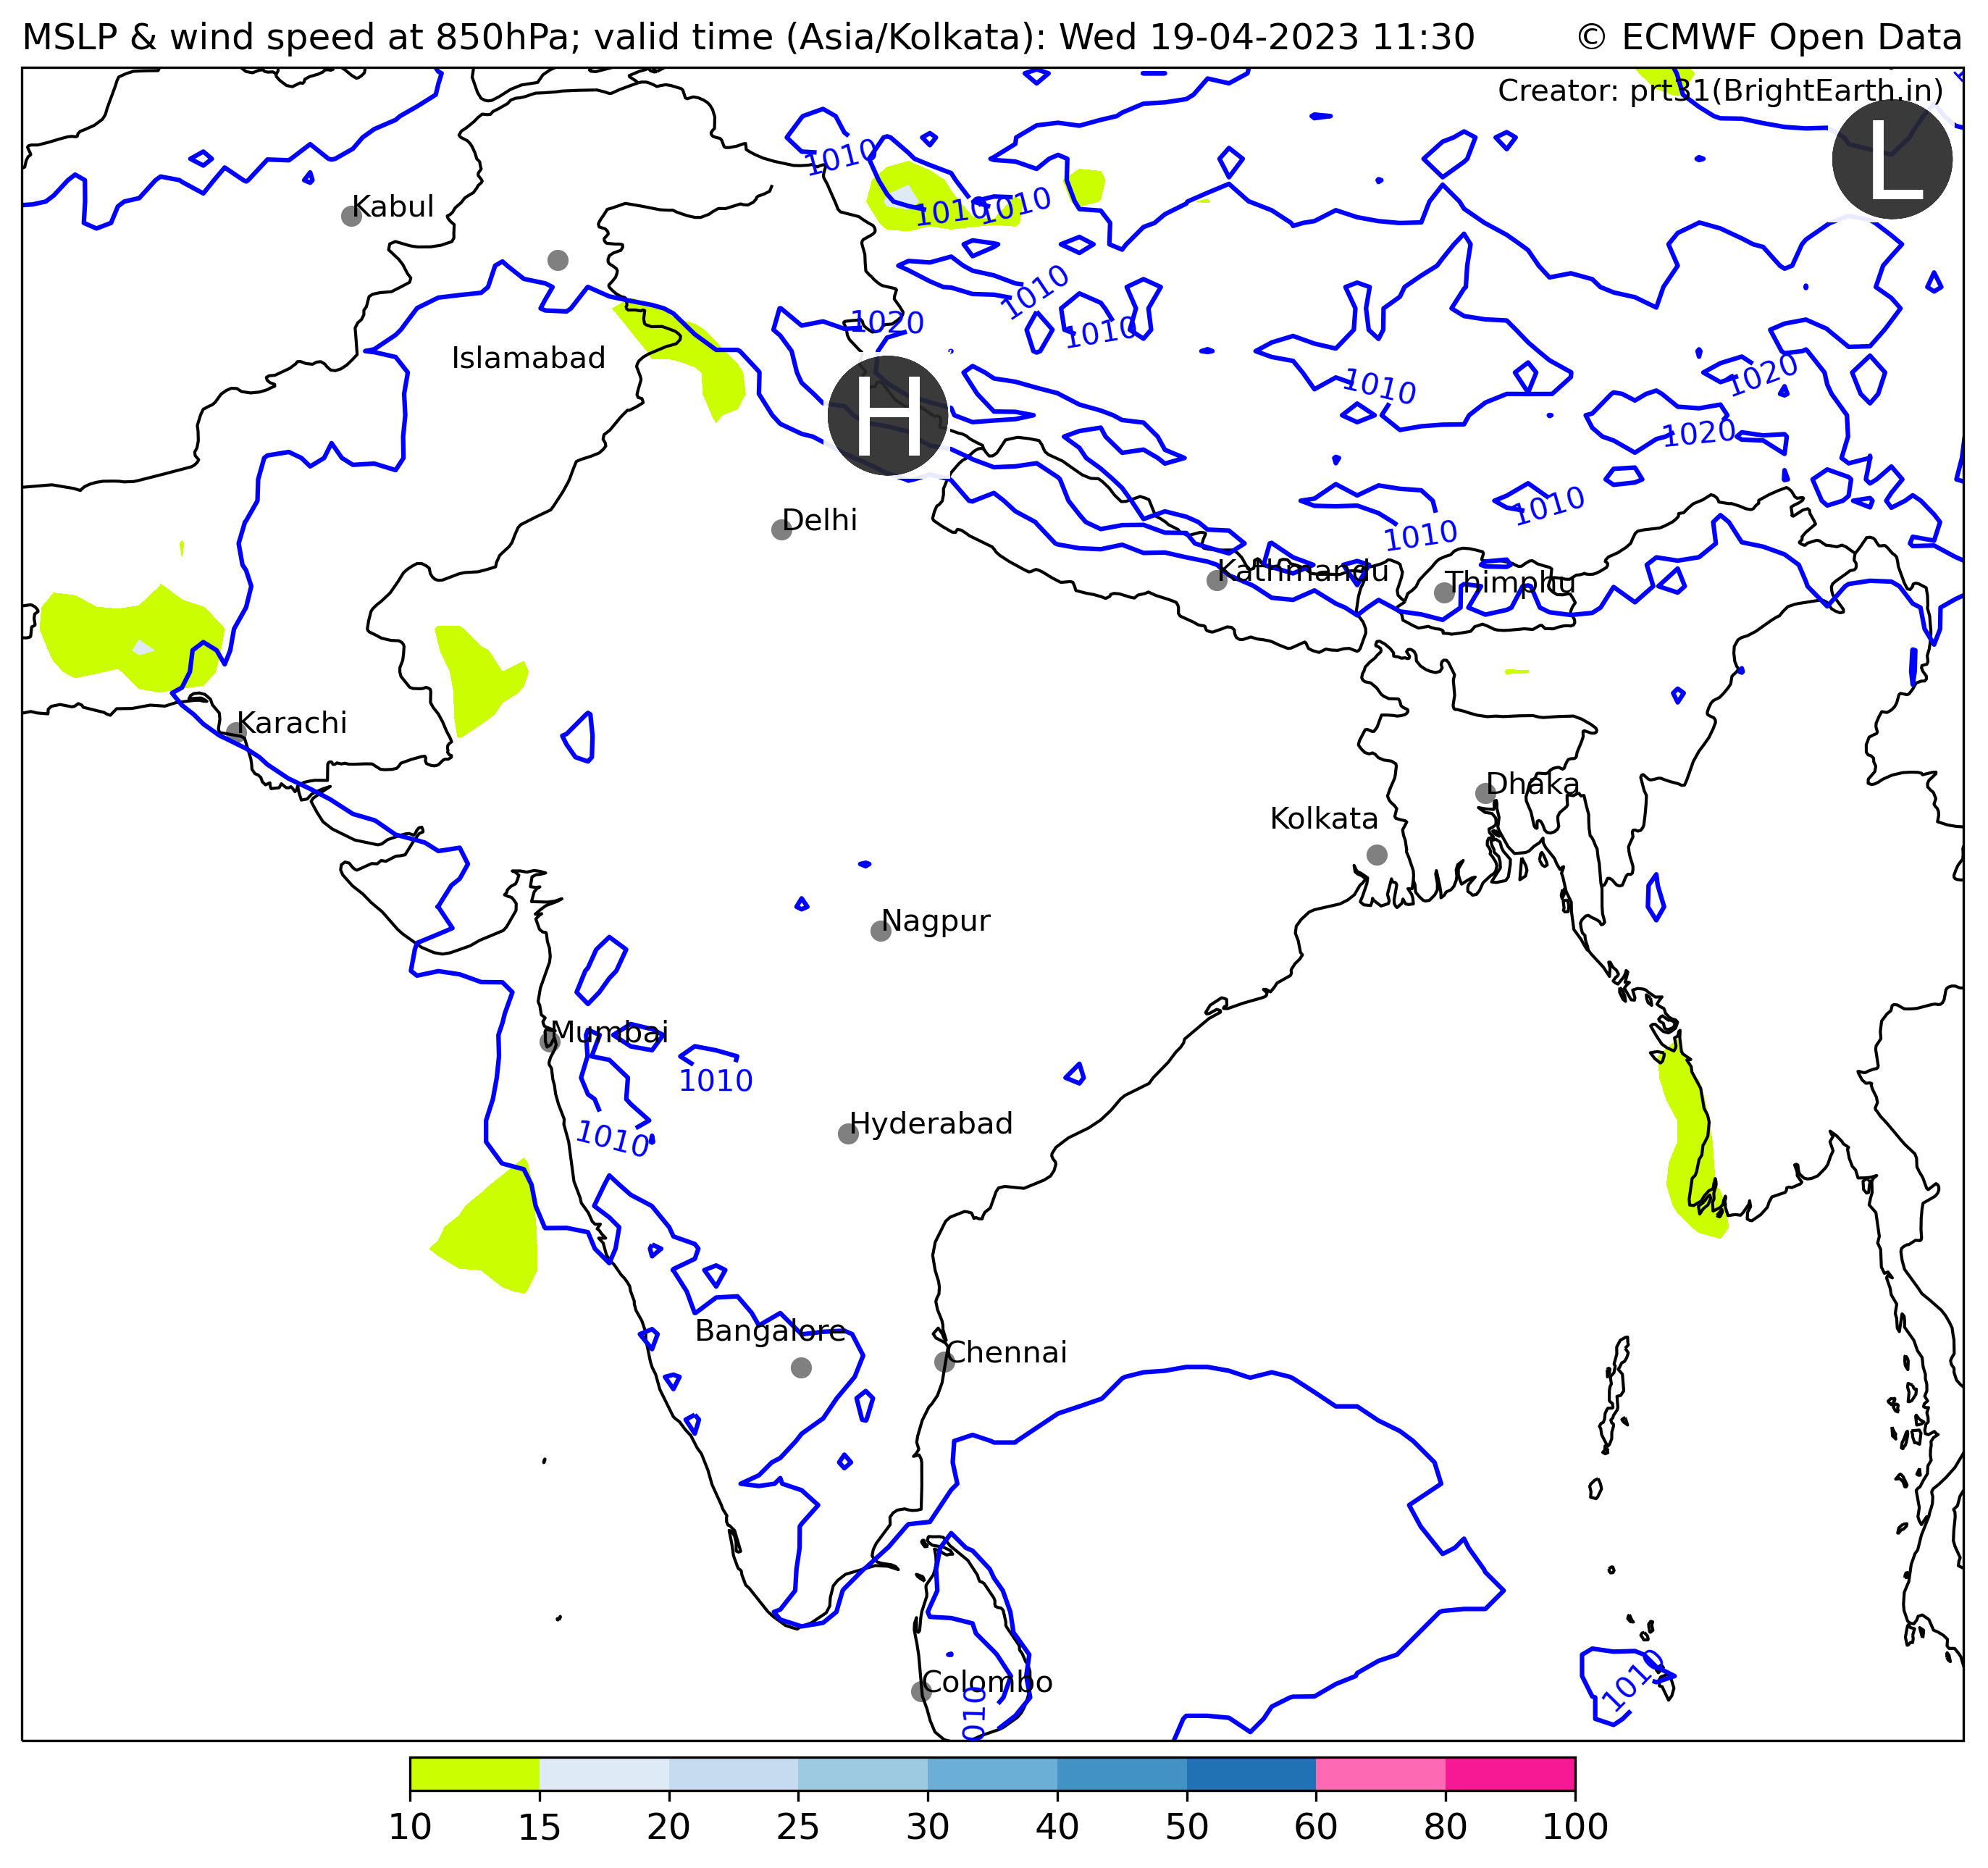 MSLP & wind speed at 850hPa; valid time (Asia/Kolkata): Wed 19-04-2023 11:30
© ECMWF Open Data
Creator: prt31(BrightEarth.in)
L
1010
Kabul
1010
1010
1010
1020
1010
Islamabad
H
1010
1020
1020
Delhi
1010
1010
Kathmandu
Thimphu
Karachi
Dhaka
Kolkata
Nagpur
Mumbai
1010
Hyderabad
1010
Bangalore
Chennai
Colombo
1010
010
10 15 20 25 30 40 50 60 80 100